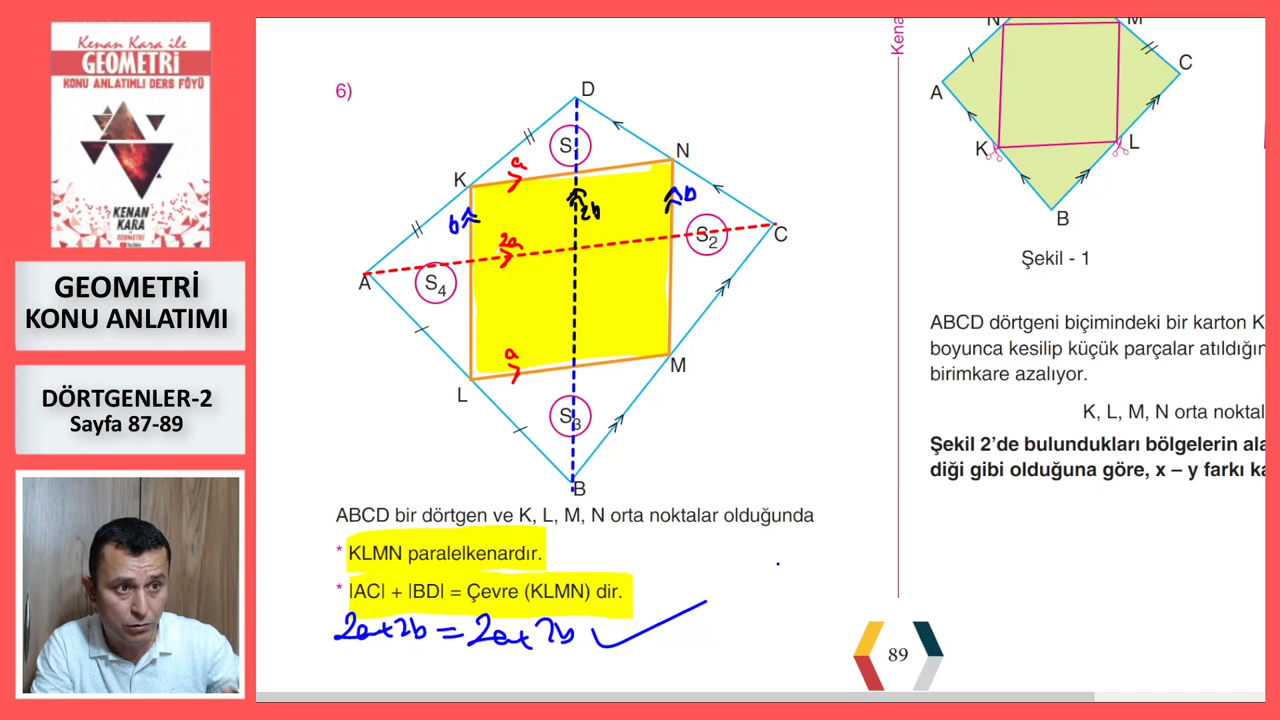 Kenan Kara ile
GEOMETRİ
KONU ANLATIMLI DERS FÖYÜ
KENAN
KARA
GEOMETRİ
KONU ANLATIMI
DÖRTGENLER-2
Sayfa 87-89
6)
D
S
N
K
a
b
2b
b
S2
C
2a
A
S4
a
M
L
S3
B
ABCD bir dörtgen ve K, L, M, N orta noktalar olduğunda
* KLMN paralelkenardır.
* |AC| + |BD| = Çevre (KLMN) dir.
2a+2b = 2a+2b
Kena
N
M
C
A
K
L
B
Şekil - 1
ABCD dörtgeni biçimindeki bir karton K
boyunca kesilip küçük parçalar atıldığın
birimkare azalıyor.
K, L, M, N orta noktal
Şekil 2'de bulundukları bölgelerin ala
diği gibi olduğuna göre, x – y farkı ka
89